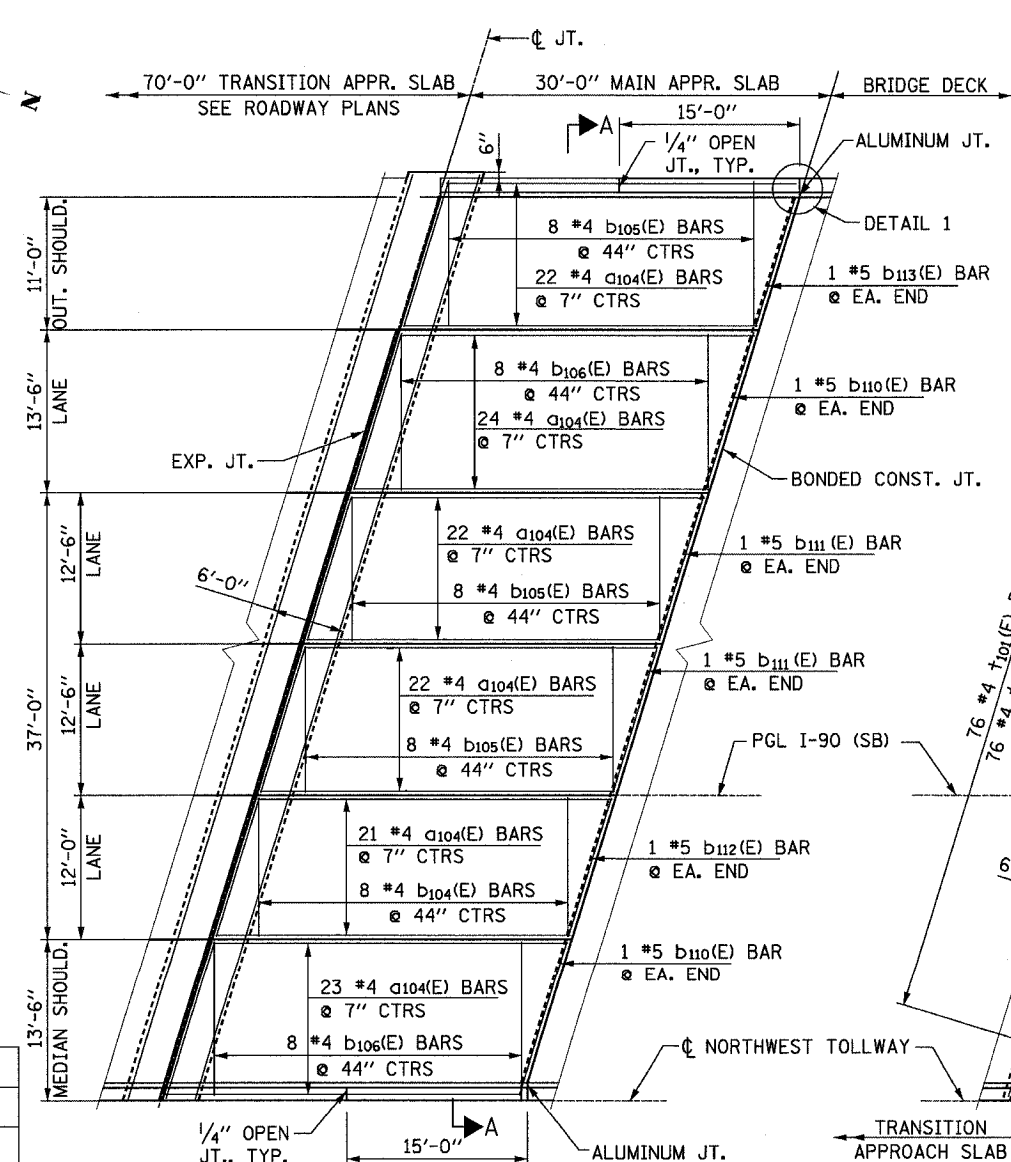 ℄ JT.
N
70'-0" TRANSITION APPR. SLAB
SEE ROADWAY PLANS
30'-0" MAIN APPR. SLAB
BRIDGE DECK
A
15'-0"
6"
1/4" OPEN
JT., TYP.
ALUMINUM JT.
DETAIL 1
11'-0"
OUT. SHOULD.
8 #4 b105(E) BARS
@ 44" CTRS
22 #4 a104(E) BARS
@ 7" CTRS
1 #5 b113(E) BAR
@ EA. END
13'-6"
LANE
8 #4 b106(E) BARS
@ 44" CTRS
24 #4 a104(E) BARS
@ 7" CTRS
1 #5 b110(E) BAR
@ EA. END
EXP. JT.
BONDED CONST. JT.
37'-0"
12'-6"
LANE
22 #4 a104(E) BARS
@ 7" CTRS
8 #4 b105(E) BARS
@ 44" CTRS
1 #5 b111(E) BAR
@ EA. END
6'-0"
12'-6"
LANE
22 #4 a104(E) BARS
@ 7" CTRS
8 #4 b105(E) BARS
@ 44" CTRS
1 #5 b111(E) BAR
@ EA. END
76 #4 t101(E)
76 #4
PGL I-90 (SB)
12'-0"
LANE
21 #4 a104(E) BARS
@ 7" CTRS
8 #4 b104(E) BARS
@ 44" CTRS
1 #5 b112(E) BAR
@ EA. END
13'-6"
MEDIAN SHOULD.
23 #4 a104(E) BARS
@ 7" CTRS
8 #4 b106(E) BARS
@ 44" CTRS
1 #5 b110(E) BAR
@ EA. END
℄ NORTHWEST TOLLWAY
1/4" OPEN
JT., TYP.
15'-0"
A
ALUMINUM JT.
TRANSITION
APPROACH SLAB